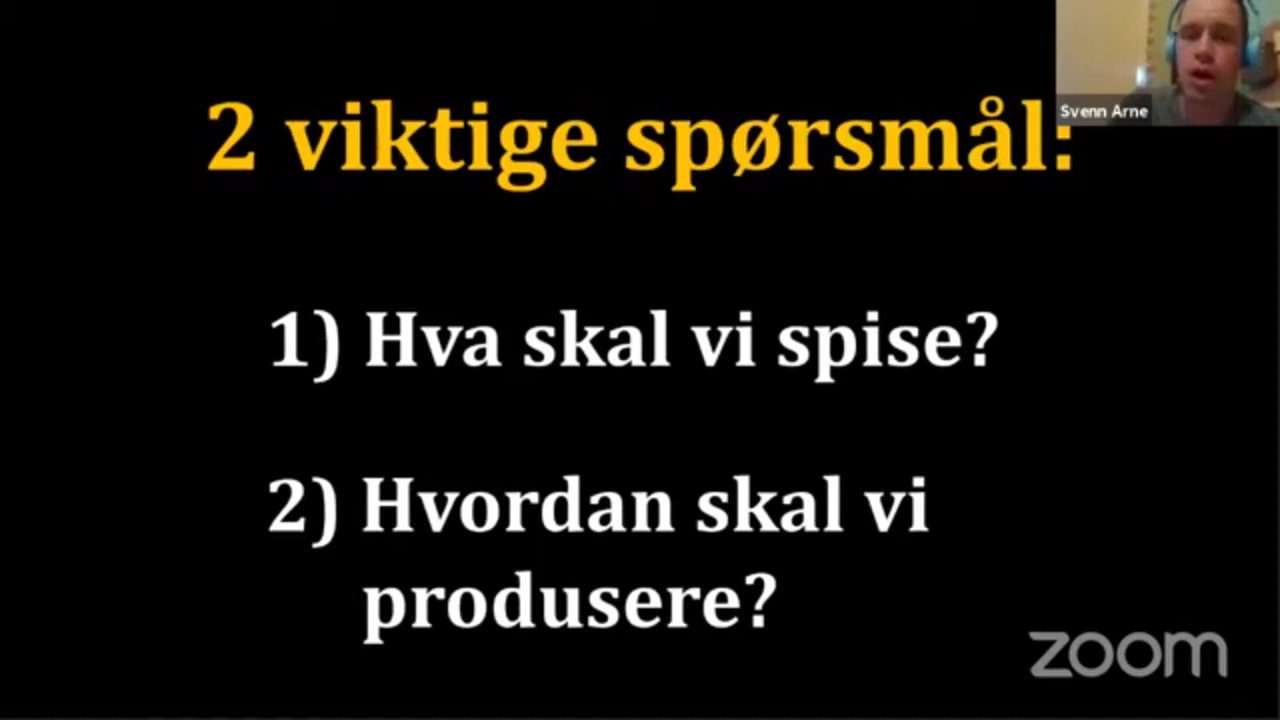 2 viktige spørsmål:
Svenn Arne
1) Hva skal vi spise?
2) Hvordan skal vi
produsere?
zoom